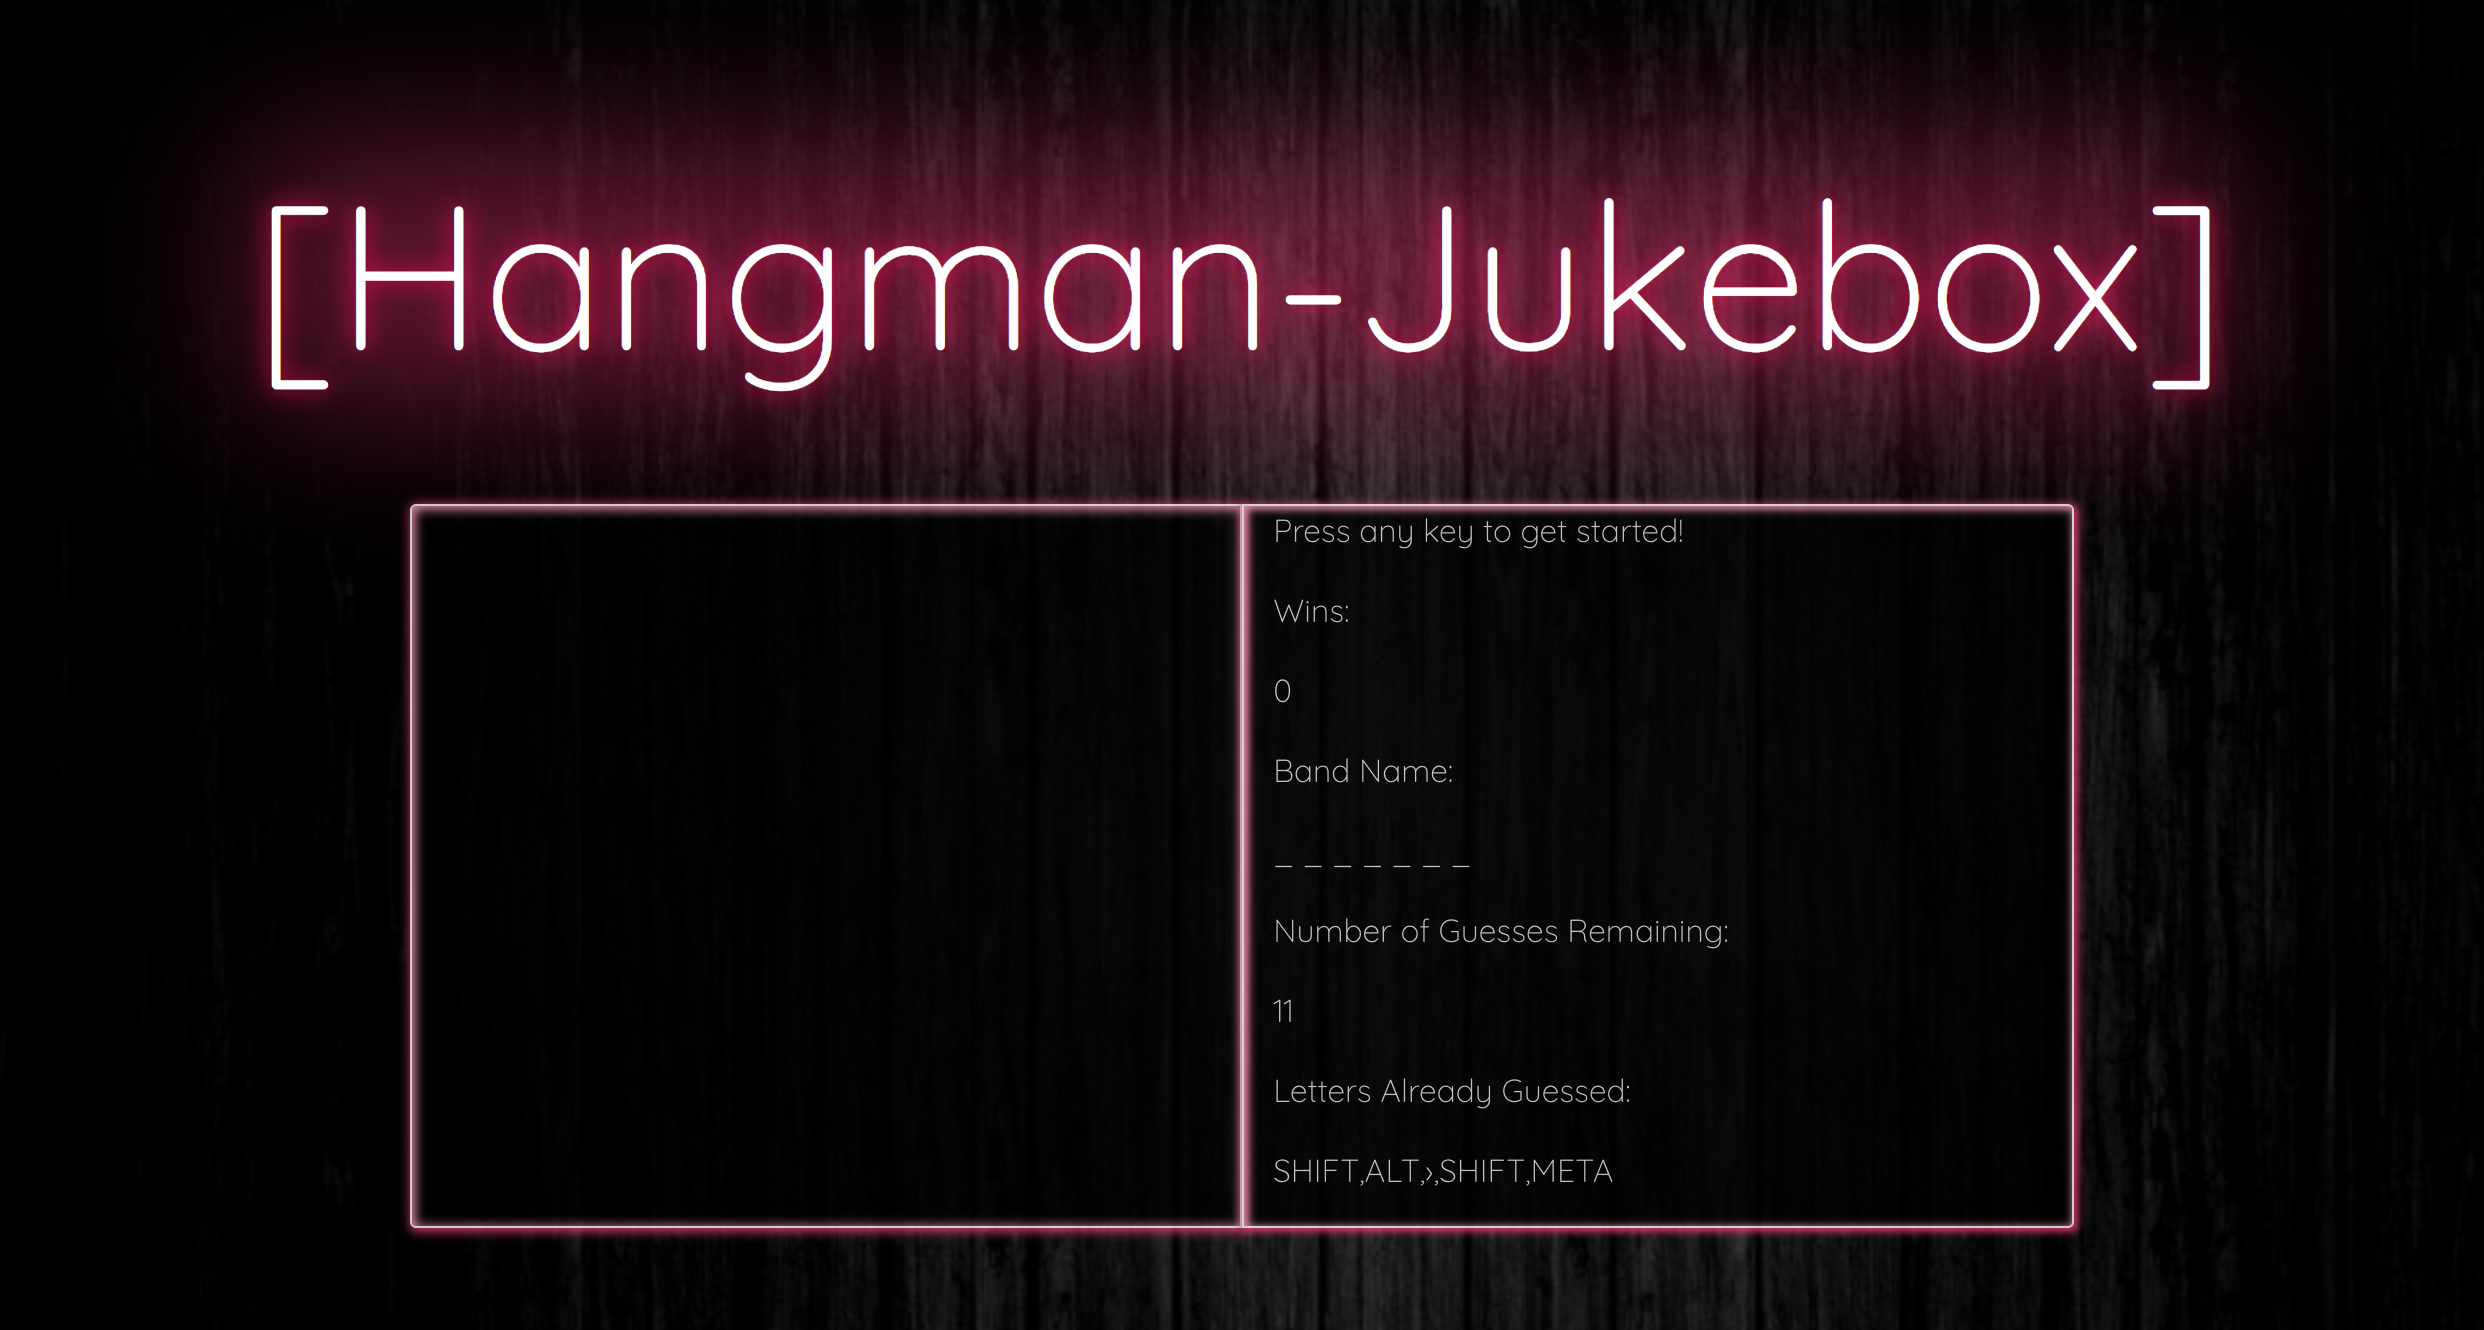 [Hangman-Jukebox]
Press any key to get started!
Wins:
0
Band Name:
_ _ _ _ _ _ _
Number of Guesses Remaining:
11
Letters Already Guessed:
SHIFT,ALT,›,SHIFT,META